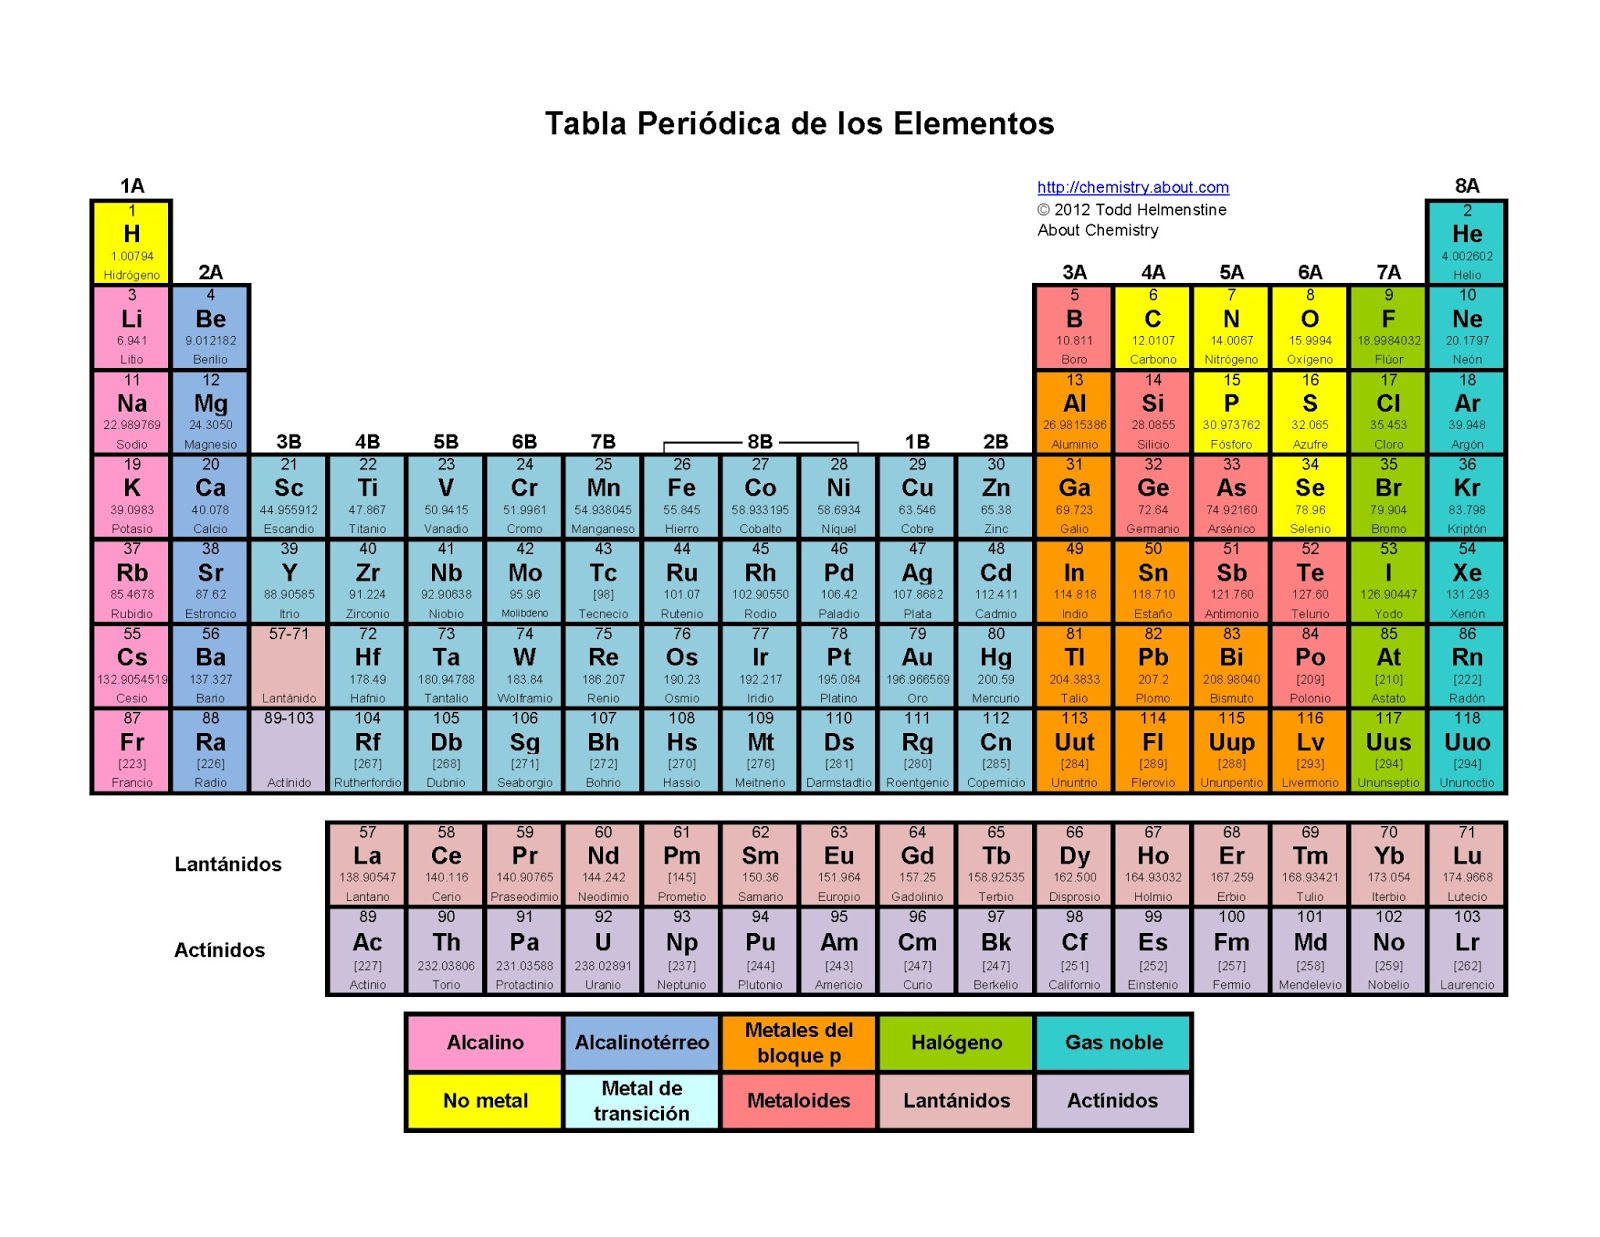 Tabla Periódica de los Elementos
1A
http://chemistry.about.com
© 2012 Todd Helmenstine
About Chemistry
8A
1 2
H He
1.00794 4.002602
Hidrógeno Helio
2A 3A 4A 5A 6A 7A
3 4 5 6 7 8 9 10
Li Be B C N O F Ne
6.941 9.012182 10.811 12.0107 14.0067 15.9994 18.9984032 20.1797
Litio Berilio Boro Carbono Nitrógeno Oxígeno Flúor Neón
11 12 13 14 15 16 17 18
Na Mg Al Si P S Cl Ar
22.989769 24.3050 26.9815386 28.0855 30.973762 32.065 35.453 39.948
Sodio Magnesio Aluminio Silicio Fósforo Azufre Cloro Argón
3B 4B 5B 6B 7B 8B 1B 2B
19 20 21 22 23 24 25 26 27 28 29 30 31 32 33 34 35 36
K Ca Sc Ti V Cr Mn Fe Co Ni Cu Zn Ga Ge As Se Br Kr
39.0983 40.078 44.955912 47.867 50.9415 51.9961 54.938045 55.845 58.933195 58.6934 63.546 65.38 69.723 72.64 74.92160 78.96 79.904 83.798
Potasio Calcio Escandio Titanio Vanadio Cromo Manganeso Hierro Cobalto Níquel Cobre Zinc Galio Germanio Arsénico Selenio Bromo Kriptón
37 38 39 40 41 42 43 44 45 46 47 48 49 50 51 52 53 54
Rb Sr Y Zr Nb Mo Tc Ru Rh Pd Ag Cd In Sn Sb Te I Xe
85.4678 87.62 88.90585 91.224 92.90638 95.96 [98] 101.07 102.90550 106.42 107.8682 112.411 114.818 118.710 121.760 127.60 126.90447 131.293
Rubidio Estroncio Itrio Zirconio Niobio Molibdeno Tecnecio Rutenio Rodio Paladio Plata Cadmio Indio Estaño Antimonio Telurio Yodo Xenón
55 56 57-71 72 73 74 75 76 77 78 79 80 81 82 83 84 85 86
Cs Ba Hf Ta W Re Os Ir Pt Au Hg Tl Pb Bi Po At Rn
132.9054519 137.327 178.49 180.94788 183.84 186.207 190.23 192.217 195.084 196.966569 200.59 204.3833 207.2 208.98040 [209] [210] [222]
Cesio Bario Lantánido Hafnio Tantalio Wolframio Renio Osmio Iridio Platino Oro Mercurio Talio Plomo Bismuto Polonio Astato Radón
87 88 89-103 104 105 106 107 108 109 110 111 112 113 114 115 116 117 118
Fr Ra Rf Db Sg Bh Hs Mt Ds Rg Cn Uut Fl Uup Lv Uus Uuo
[223] [226] [267] [268] [271] [272] [270] [276] [281] [280] [285] [284] [289] [288] [293] [294] [294]
Francio Radio Actínido Rutherfordio Dubnio Seaborgio Bohrio Hassio Meitnerio Darmstadtio Roentgenio Copernicio Ununtrio Flerovio Ununpentio Livermorio Ununseptio Ununoctio
57 58 59 60 61 62 63 64 65 66 67 68 69 70 71
Lantánidos La Ce Pr Nd Pm Sm Eu Gd Tb Dy Ho Er Tm Yb Lu
138.90547 140.116 140.90765 144.242 [145] 150.36 151.964 157.25 158.92535 162.500 164.93032 167.259 168.93421 173.054 174.9668
Lantano Cerio Praseodimio Neodimio Prometio Samario Europio Gadolinio Terbio Disprosio Holmio Erbio Tulio Iterbio Lutecio
89 90 91 92 93 94 95 96 97 98 99 100 101 102 103
Actínidos Ac Th Pa U Np Pu Am Cm Bk Cf Es Fm Md No Lr
[227] 232.03806 231.03588 238.02891 [237] [244] [243] [247] [247] [251] [252] [257] [258] [259] [262]
Actinio Torio Protactinio Uranio Neptunio Plutonio Americio Curio Berkelio Californio Einstenio Fermio Mendelevio Nobelio Laurencio
Alcalino Alcalinotérreo Metales del bloque p Halógeno Gas noble
No metal Metal de transición Metaloides Lantánidos Actínidos